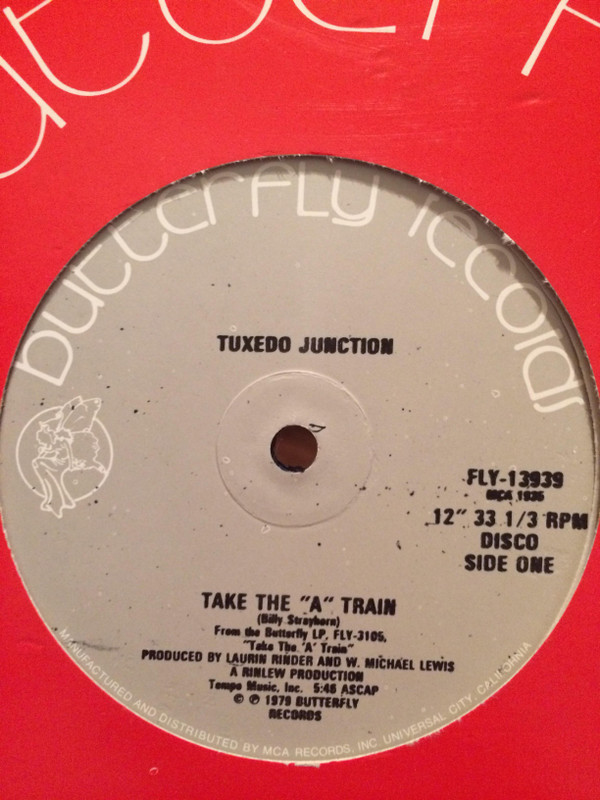 butterfly records
TUXEDO JUNCTION
FLY-13939
MCA 1936
12" 33 1/3 RPM
DISCO
SIDE ONE
TAKE THE "A" TRAIN
(Billy Strayhorn)
From the Butterfly LP, FLY-3105,
"Take The 'A' Train"
PRODUCED BY LAURIN RINDER AND W. MICHAEL LEWIS
A RINLEW PRODUCTION
Tempo Music, Inc. 5:46 ASCAP
© ℗ 1979 BUTTERFLY
RECORDS
MANUFACTURED AND DISTRIBUTED BY MCA RECORDS, INC UNIVERSAL CITY, CALIFORNIA